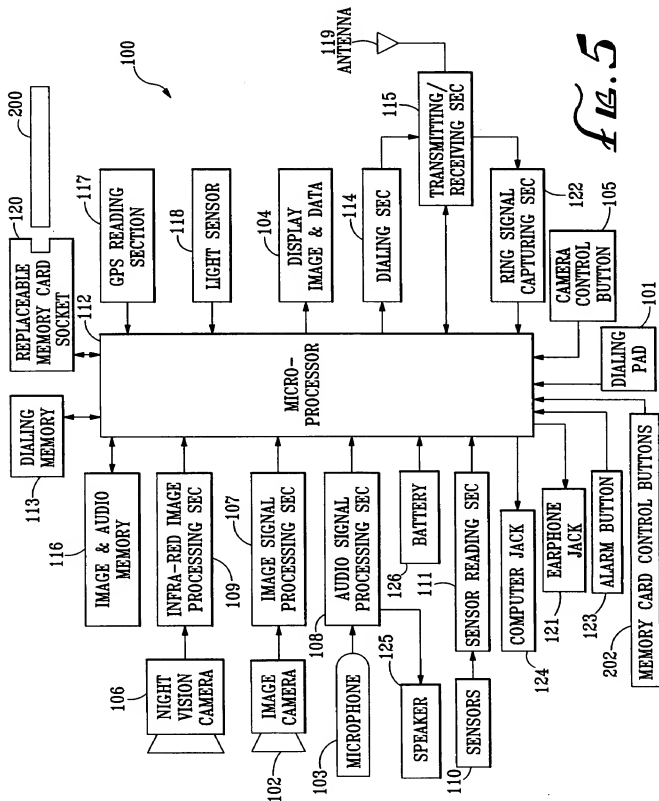 119
ANTENNA
100
200
120
REPLACEABLE
MEMORY CARD
SOCKET
112
117
GPS READING
SECTION
118
LIGHT SENSOR
104
DISPLAY
IMAGE & DATA
114
DIALING SEC
115
TRANSMITTING/
RECEIVING SEC
122
RING SIGNAL
CAPTURING SEC
105
CAMERA
CONTROL
BUTTON
101
DIALING
PAD
MICRO-
PROCESSOR
DIALING
MEMORY
113
116
IMAGE & AUDIO
MEMORY
INFRA-RED IMAGE
PROCESSING SEC
109
107
IMAGE SIGNAL
PROCESSING SEC
AUDIO SIGNAL
PROCESSING SEC
108
BATTERY
126
111
SENSOR READING SEC
COMPUTER JACK
124
EARPHONE
JACK
121
ALARM BUTTON
123
MEMORY CARD CONTROL BUTTONS
202
106
NIGHT
VISION
CAMERA
IMAGE
CAMERA
102
MICROPHONE
103
125
SPEAKER
SENSORS
110
FIG. 5